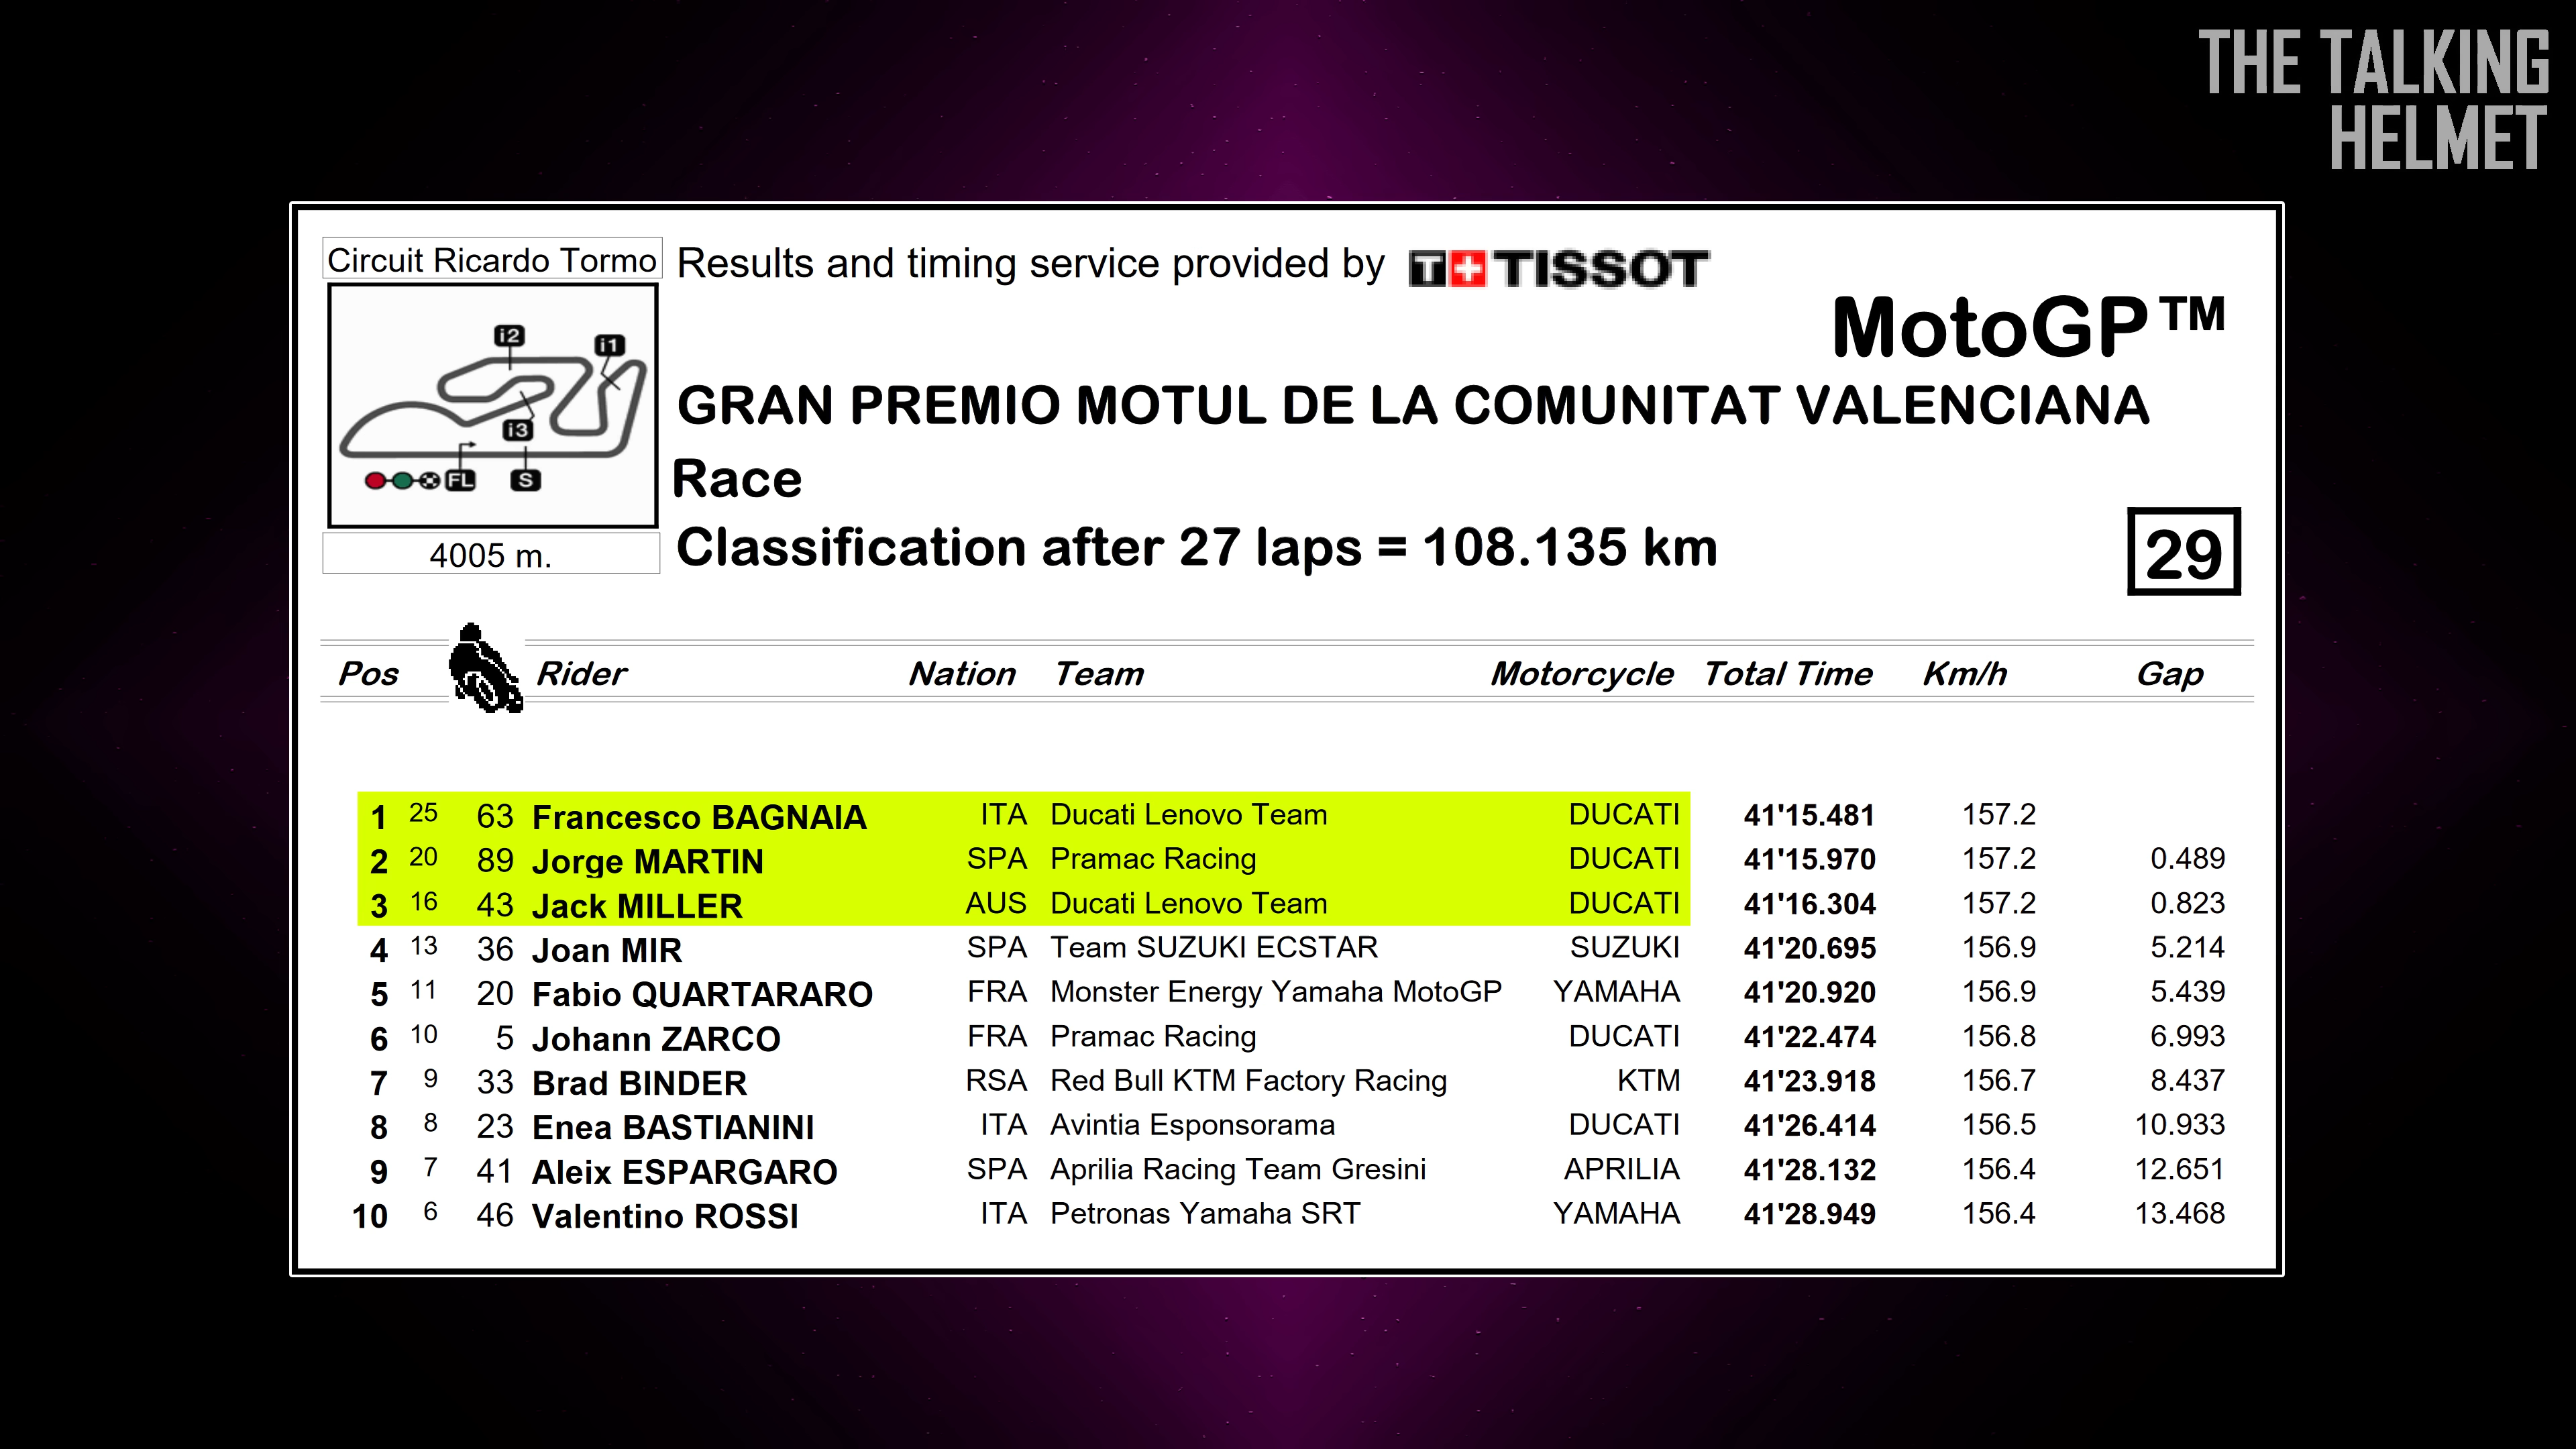 THE TALKING
HELMET
Circuit Ricardo Tormo
Results and timing service provided by T+ TISSOT
MotoGP™
i2
i1
i3
FL S
4005 m.
GRAN PREMIO MOTUL DE LA COMUNITAT VALENCIANA
Race
Classification after 27 laps = 108.135 km
29
Pos Rider Nation Team Motorcycle Total Time Km/h Gap
1 25 63 Francesco BAGNAIA ITA Ducati Lenovo Team DUCATI 41'15.481 157.2
2 20 89 Jorge MARTIN SPA Pramac Racing DUCATI 41'15.970 157.2 0.489
3 16 43 Jack MILLER AUS Ducati Lenovo Team DUCATI 41'16.304 157.2 0.823
4 13 36 Joan MIR SPA Team SUZUKI ECSTAR SUZUKI 41'20.695 156.9 5.214
5 11 20 Fabio QUARTARARO FRA Monster Energy Yamaha MotoGP YAMAHA 41'20.920 156.9 5.439
6 10 5 Johann ZARCO FRA Pramac Racing DUCATI 41'22.474 156.8 6.993
7 9 33 Brad BINDER RSA Red Bull KTM Factory Racing KTM 41'23.918 156.7 8.437
8 8 23 Enea BASTIANINI ITA Avintia Esponsorama DUCATI 41'26.414 156.5 10.933
9 7 41 Aleix ESPARGARO SPA Aprilia Racing Team Gresini APRILIA 41'28.132 156.4 12.651
10 6 46 Valentino ROSSI ITA Petronas Yamaha SRT YAMAHA 41'28.949 156.4 13.468